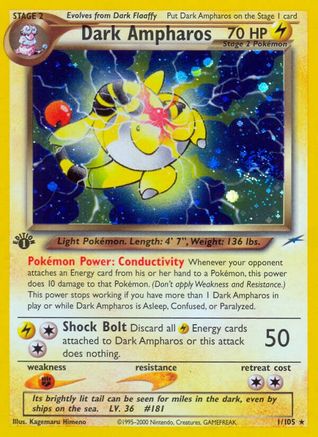 STAGE 2 Evolves from Dark Flaaffy Put Dark Ampharos on the Stage 1 card
Dark Ampharos 70 HP
Stage 2 Pokémon
EDITION 1
Light Pokémon. Length: 4' 7", Weight: 136 lbs.
Pokémon Power: Conductivity Whenever your opponent
attaches an Energy card from his or her hand to a Pokémon, this power
does 10 damage to that Pokémon. (Don't apply Weakness and Resistance.)
This power stops working if you have more than 1 Dark Ampharos in
play or while Dark Ampharos is Asleep, Confused, or Paralyzed.
Shock Bolt Discard all Energy cards
attached to Dark Ampharos or this attack
does nothing.
50
weakness resistance retreat cost
Its brightly lit tail can be seen for miles in the dark, even by
ships on the sea. LV. 36 #181
Illus. Kagemaru Himeno ©1995-2000 Nintendo, Creatures, GAMEFREAK. 1/105